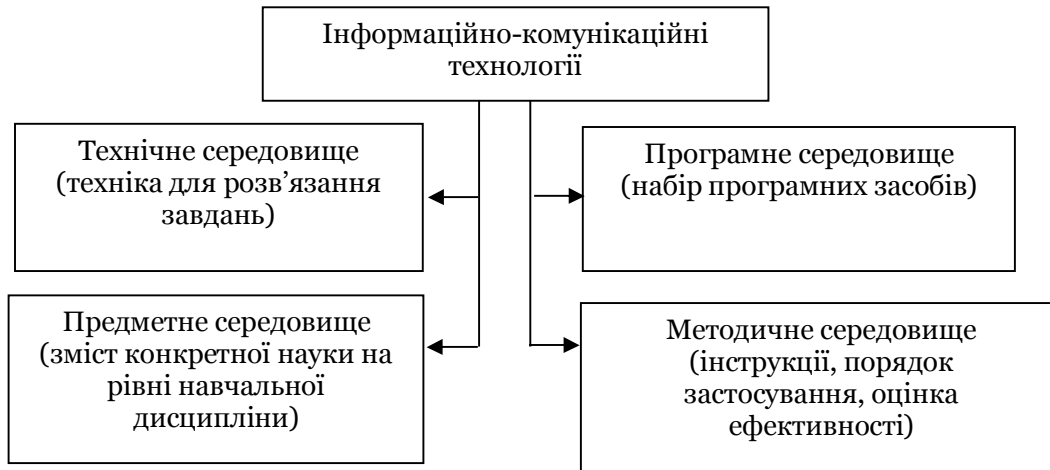 Інформаційно-комунікаційні
технології
Технічне середовище
(техніка для розв’язання
завдань)
Програмне середовище
(набір програмних засобів)
Предметне середовище
(зміст конкретної науки на
рівні навчальної
дисципліни)
Методичне середовище
(інструкції, порядок
застосування, оцінка
ефективності)